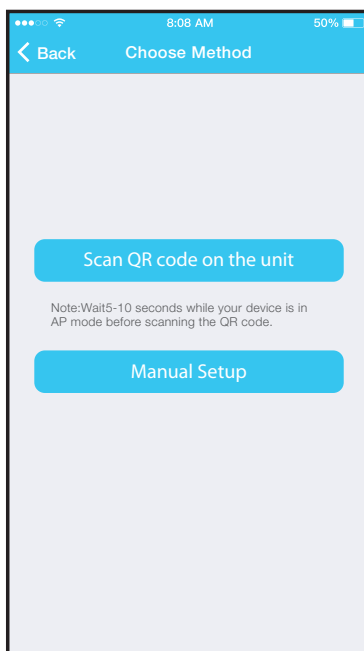 8:08 AM 50%
Back Choose Method
Scan QR code on the unit
Note:Wait5-10 seconds while your device is in
AP mode before scanning the QR code.
Manual Setup